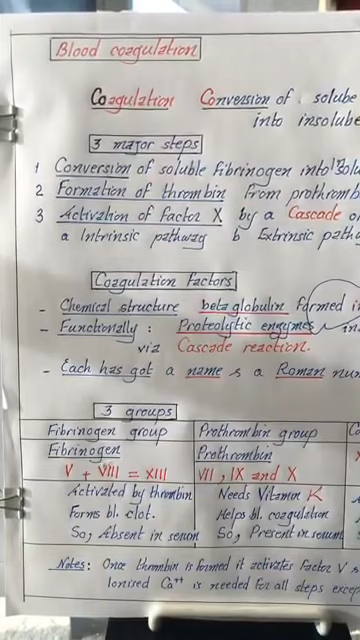 Blood coagulation
Coagulation Conversion of soluble
into insoluble
3 major steps
1 Conversion of soluble fibrinogen into
2 Formation of thrombin from prothromb
3 Activation of Factor X by a Cascade o
a Intrinsic pathway b Extrinsic path
Coagulation Factors
- Chemical structure beta globulin formed i
- Functionally : Proteolytic enzymes in
via Cascade reaction.
- Each has got a name & a Roman nu
3 groups
Fibrinogen group Prothrombin group Co
Fibrinogen Prothrombin
V + VIII = XIII VII, IX and X
Activated by thrombin Needs Vitamin K
Forms bl. clot. Helps bl. coagulation
So, Absent in serum So, Present in serum
Notes: Once thrombin is formed it activates Factor V
Ionised Ca++ is needed for all steps excep